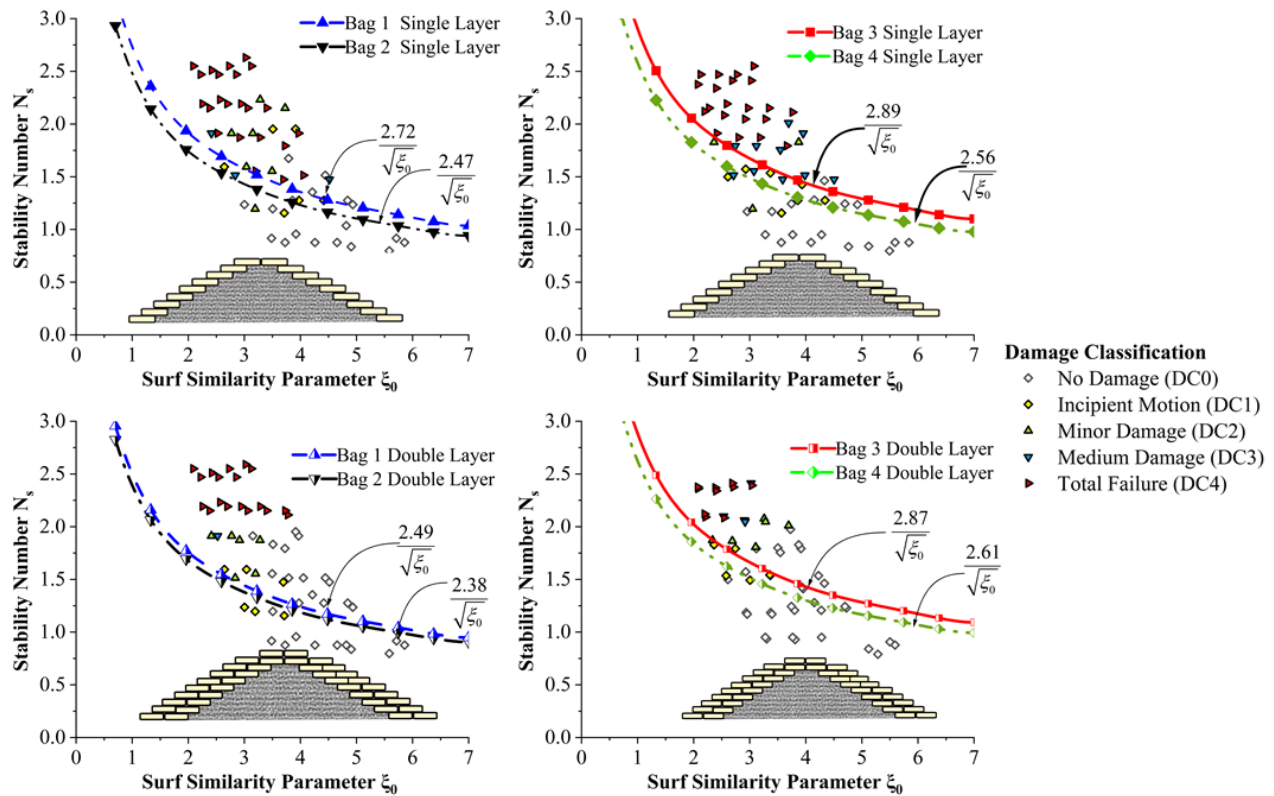 Stability Number Nₛ
3.0
2.5
2.0
1.5
1.0
0.5
0.0
0 1 2 3 4 5 6 7
Surf Similarity Parameter ξ₀
Bag 1 Single Layer
Bag 2 Single Layer
2.72
√ξ₀
2.47
√ξ₀
Stability Number Nₛ
3.0
2.5
2.0
1.5
1.0
0.5
0.0
0 1 2 3 4 5 6 7
Surf Similarity Parameter ξ₀
Bag 3 Single Layer
Bag 4 Single Layer
2.89
√ξ₀
2.56
√ξ₀
Stability Number Nₛ
3.0
2.5
2.0
1.5
1.0
0.5
0.0
0 1 2 3 4 5 6 7
Surf Similarity Parameter ξ₀
Bag 1 Double Layer
Bag 2 Double Layer
2.49
√ξ₀
2.38
√ξ₀
Stability Number Nₛ
3.0
2.5
2.0
1.5
1.0
0.5
0.0
0 1 2 3 4 5 6 7
Surf Similarity Parameter ξ₀
Bag 3 Double Layer
Bag 4 Double Layer
2.87
√ξ₀
2.61
√ξ₀
Damage Classification
No Damage (DC0)
Incipient Motion (DC1)
Minor Damage (DC2)
Medium Damage (DC3)
Total Failure (DC4)